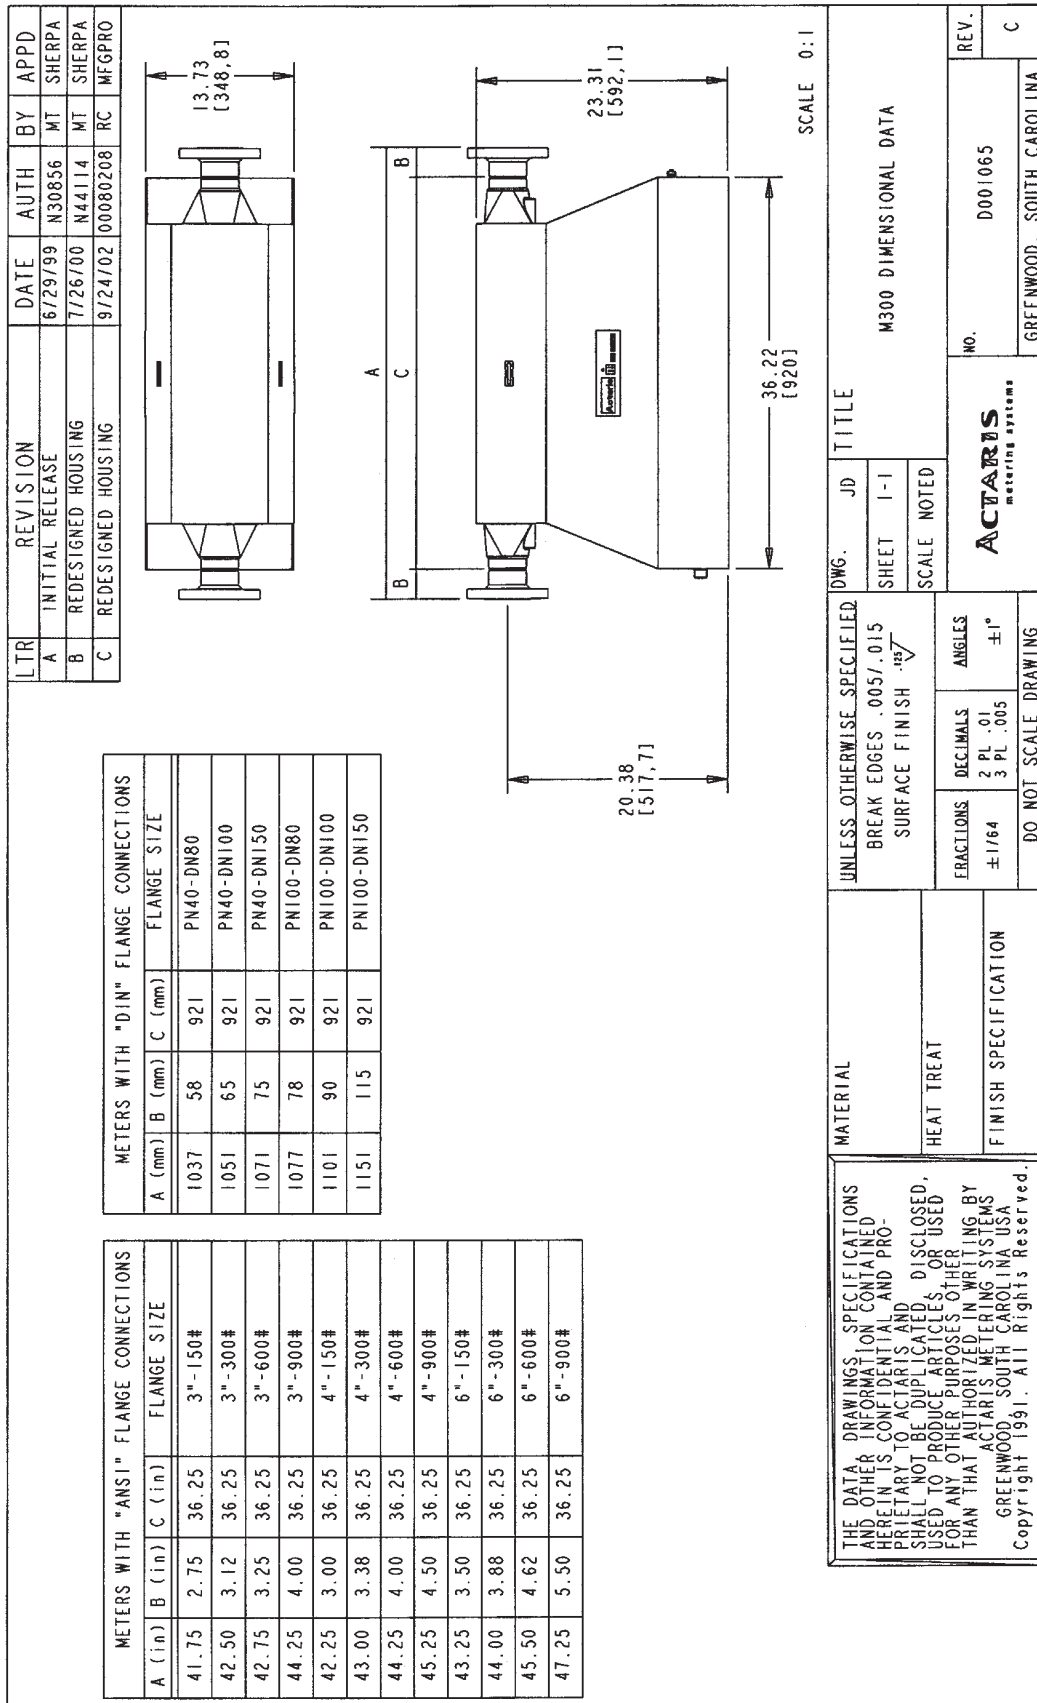 LTR REVISION DATE AUTH BY APPD
A INITIAL RELEASE 6/29/99 N30856 MT SHERPA
B REDESIGNED HOUSING 7/26/00 N44114 MT SHERPA
C REDESIGNED HOUSING 9/24/02 00080208 RC MFGPRO
METERS WITH "ANSI" FLANGE CONNECTIONS
A (in) B (in) C (in) FLANGE SIZE
41.75 2.75 36.25 3"-150#
42.50 3.12 36.25 3"-300#
42.75 3.25 36.25 3"-600#
44.25 4.00 36.25 3"-900#
42.25 3.00 36.25 4"-150#
43.00 3.38 36.25 4"-300#
44.25 4.00 36.25 4"-600#
45.25 4.50 36.25 4"-900#
43.25 3.50 36.25 6"-150#
44.00 3.88 36.25 6"-300#
45.50 4.62 36.25 6"-600#
47.25 5.50 36.25 6"-900#
METERS WITH "DIN" FLANGE CONNECTIONS
A (mm) B (mm) C (mm) FLANGE SIZE
1037 58 921 PN40-DN80
1051 65 921 PN40-DN100
1071 75 921 PN40-DN150
1077 78 921 PN100-DN80
1101 90 921 PN100-DN100
1151 115 921 PN100-DN150
13.73
[348,8]
A
B C B
23.31
[592,1]
Actaris
20.38
[517,7]
36.22
[920]
SCALE 0:1
THE DATA, DRAWINGS, SPECIFICATIONS
AND OTHER INFORMATION CONTAINED
HEREIN IS CONFIDENTIAL AND PRO-
PRIETARY TO ACTARIS AND
SHALL NOT BE DUPLICATED, DISCLOSED,
USED TO PRODUCE ARTICLES, OR USED
FOR ANY OTHER PURPOSES OTHER
THAN THAT AUTHORIZED IN WRITING BY
ACTARIS METERING SYSTEMS
GREENWOOD, SOUTH CAROLINA USA
Copyright 1991. All Rights Reserved.
MATERIAL
HEAT TREAT
FINISH SPECIFICATION
UNLESS OTHERWISE SPECIFIED
BREAK EDGES .005/.015
SURFACE FINISH .125
FRACTIONS DECIMALS ANGLES
±1/64 2 PL .01 ±1°
3 PL .005
DO NOT SCALE DRAWING
DWG. JD
SHEET 1-1
SCALE NOTED
TITLE
M300 DIMENSIONAL DATA
ACTARIS
metering systems
NO.
D001065
REV.
C
GREENWOOD, SOUTH CAROLINA